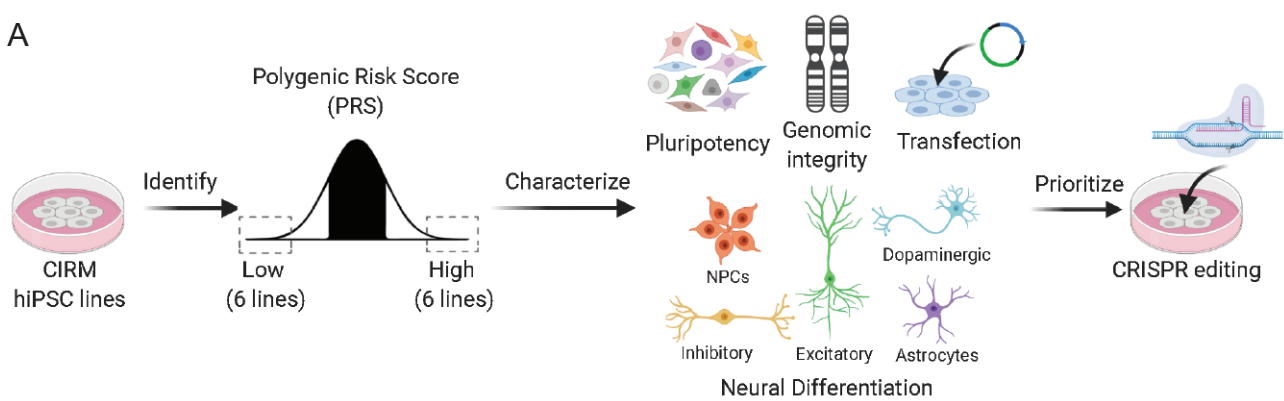 A
Polygenic Risk Score
(PRS)
Identify
Characterize
Prioritize
CIRM
hiPSC lines
Low
(6 lines)
High
(6 lines)
Pluripotency
Genomic
integrity
Transfection
NPCs
Dopaminergic
Inhibitory
Excitatory
Astrocytes
Neural Differentiation
CRISPR editing